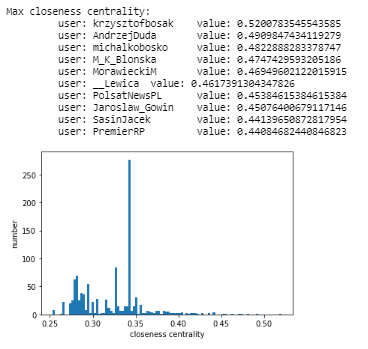 Max closeness centrality:
user: krzysztofbosak value: 0.5200783545543585
user: AndrzejDuda value: 0.4909847434119279
user: michalkobosko value: 0.4822888283378747
user: M_K_Blonska value: 0.4747429593205186
user: MorawieckiM value: 0.46949602122015915
user: __Lewica value: 0.4617391304347826
user: PolsatNewsPL value: 0.45384615384615384
user: Jaroslaw_Gowin value: 0.45076400679117146
user: SasinJacek value: 0.44139650872817954
user: PremierRP value: 0.44084682440846823
250
200
150
100
50
0
number
0.25 0.30 0.35 0.40 0.45 0.50
closeness centrality